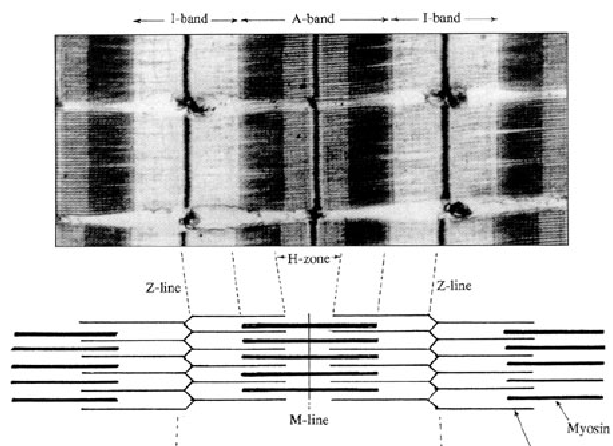 I-band A-band I-band
H-zone
Z-line Z-line
M-line
Myosin